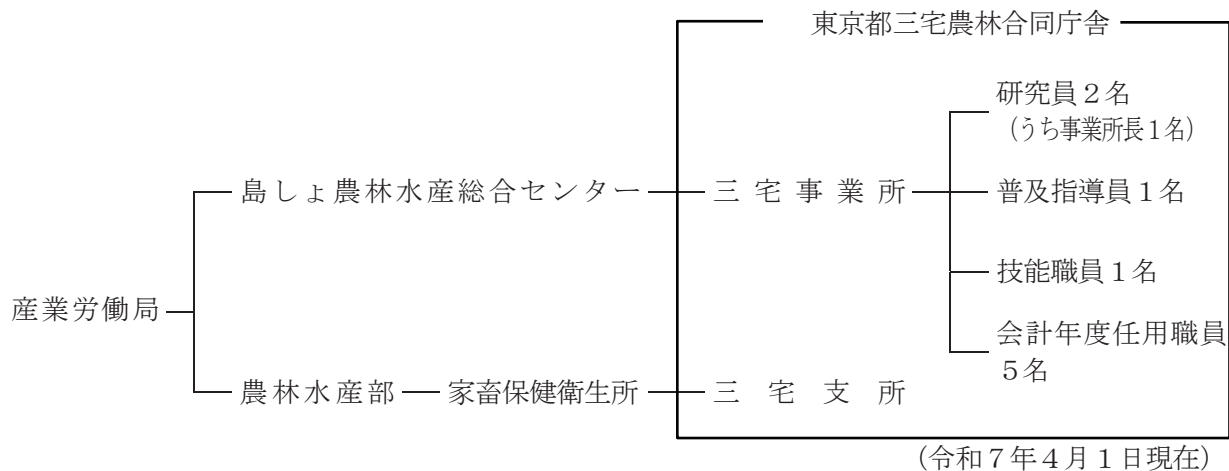 東京都三宅農林合同庁舎
研究員２名
（うち事業所長１名）
島しょ農林水産総合センター
三宅事業所
普及指導員１名
技能職員１名
産業労働局
会計年度任用職員
５名
農林水産部
家畜保健衛生所
三宅支所
（令和７年４月１日現在）